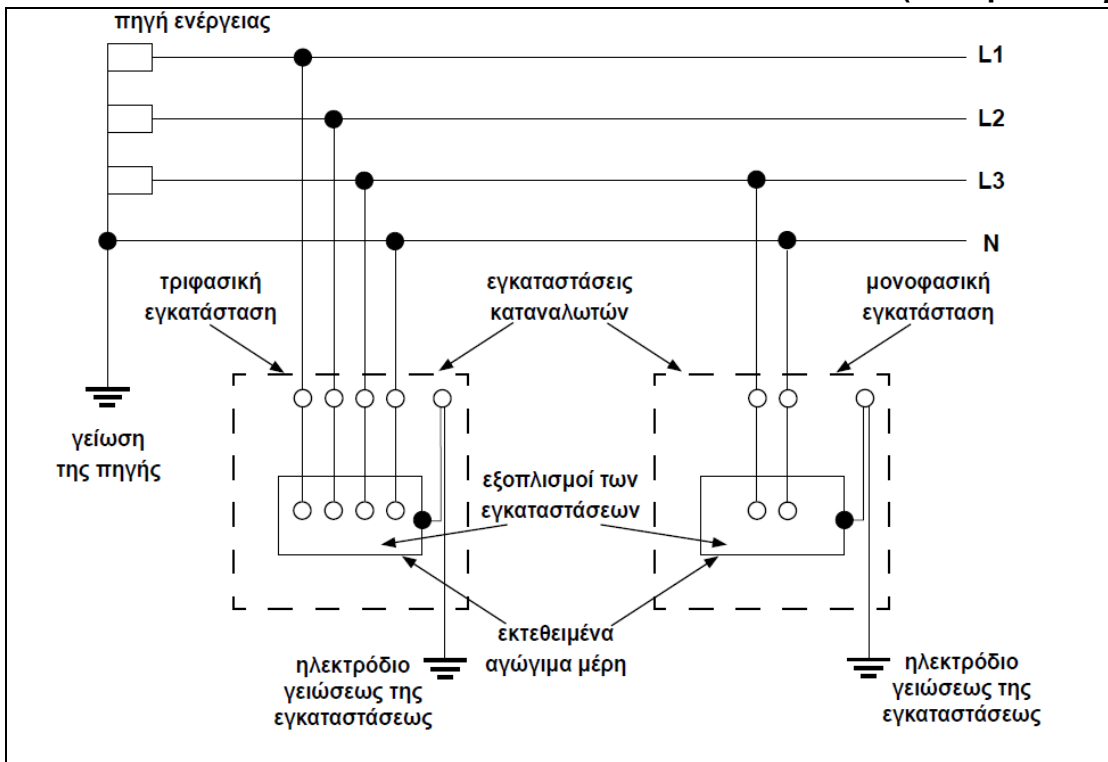 πηγή ενέργειας
L1
L2
L3
N
τριφασική
εγκατάσταση
εγκαταστάσεις
καταναλωτών
μονοφασική
εγκατάσταση
γείωση
της πηγής
εξοπλισμοί των
εγκαταστάσεων
εκτεθειμένα
αγώγιμα μέρη
ηλεκτρόδιο
γειώσεως της
εγκαταστάσεως
ηλεκτρόδιο
γειώσεως της
εγκαταστάσεως